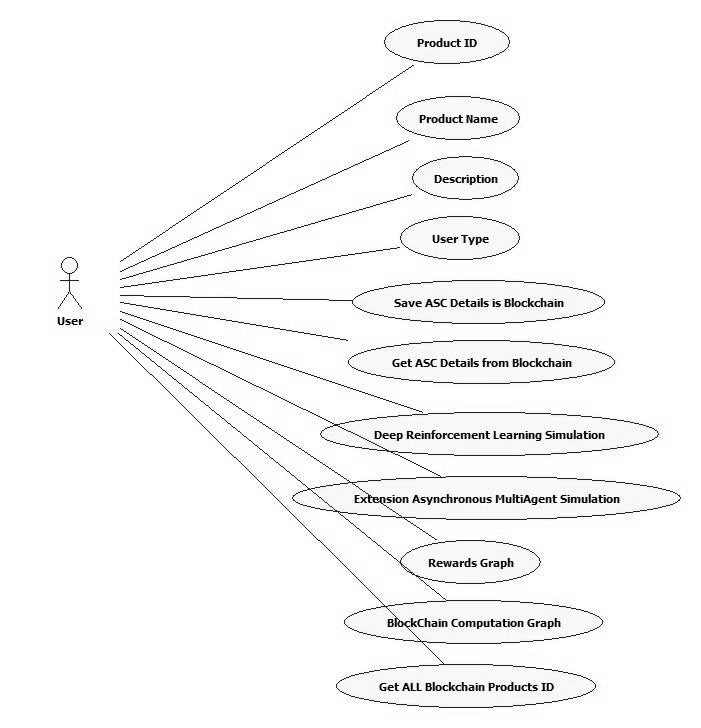 Product ID
Product Name
Description
User Type
User
Save ASC Details is Blockchain
Get ASC Details from Blockchain
Deep Reinforcement Learning Simulation
Extension Asynchronous MultiAgent Simulation
Rewards Graph
BlockChain Computation Graph
Get ALL Blockchain Products ID